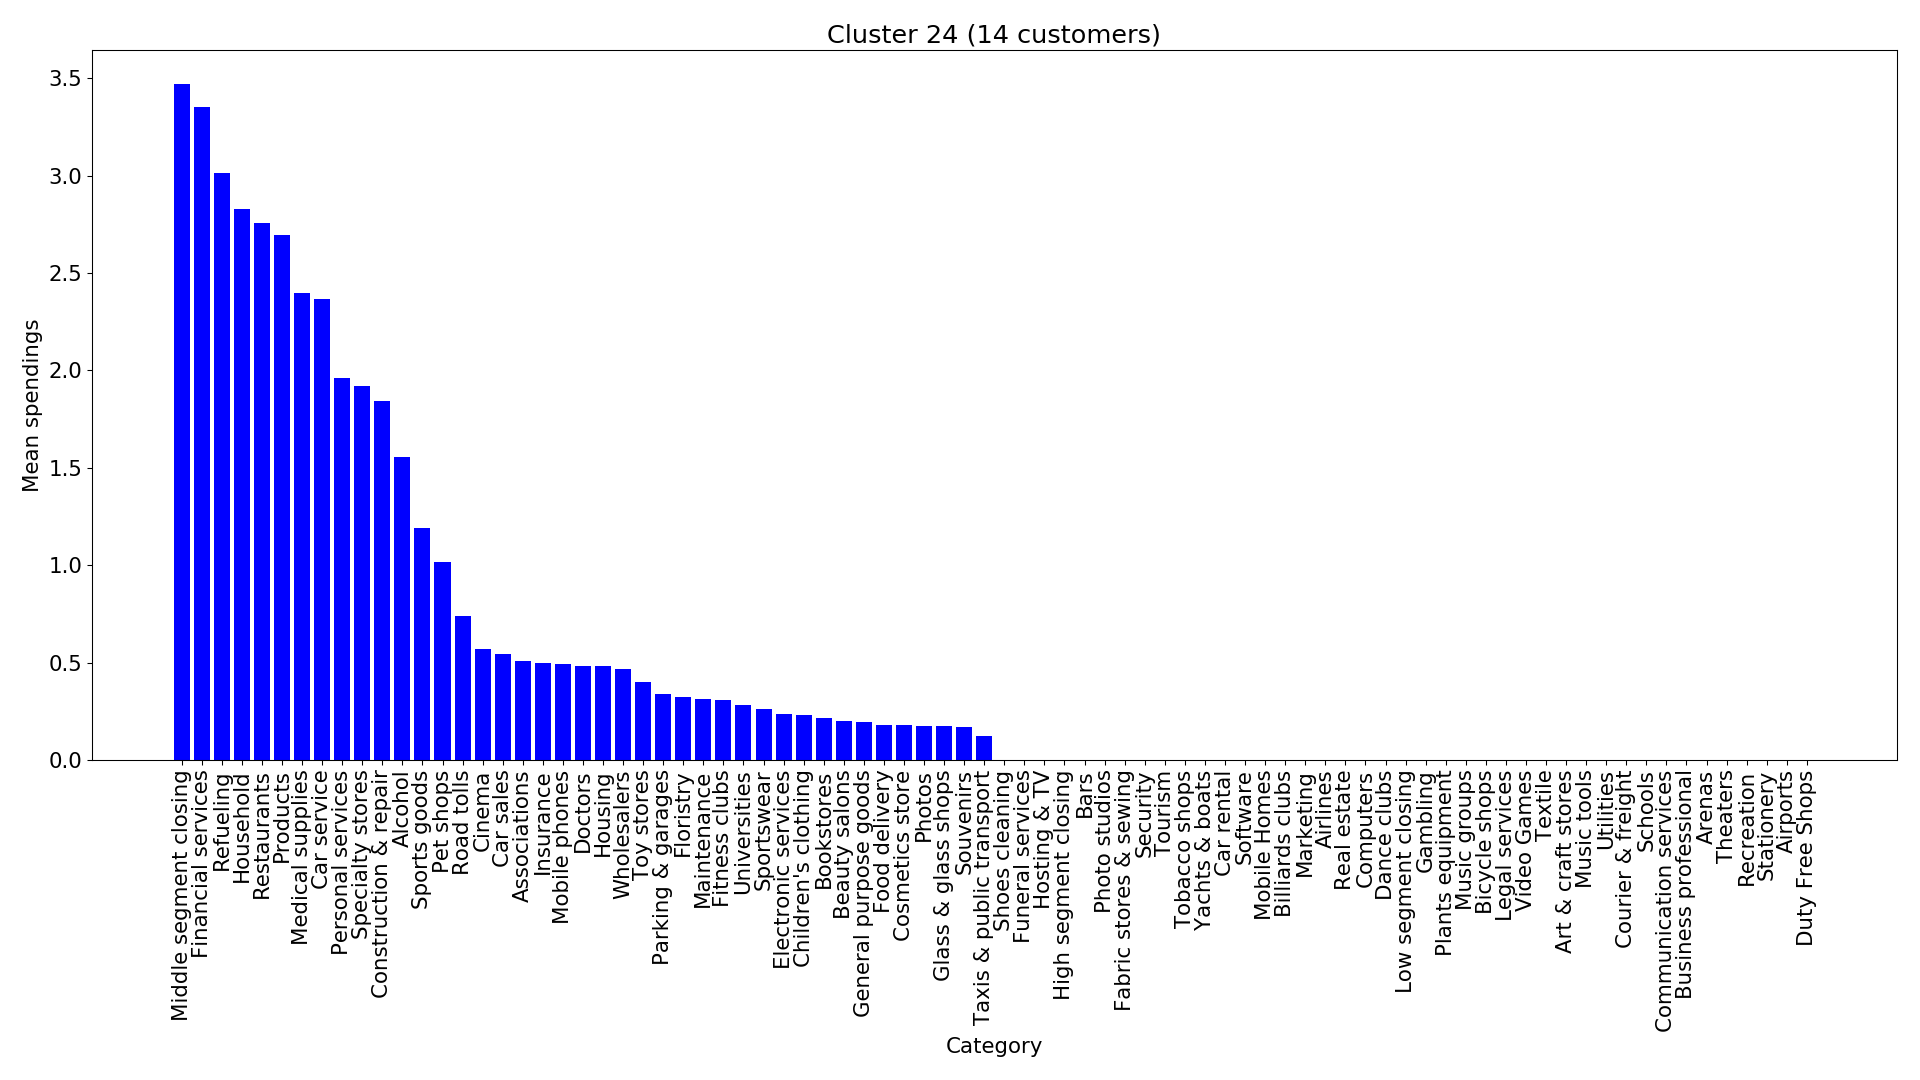 Cluster 24 (14 customers)
Mean spendings
3.5
3.0
2.5
2.0
1.5
1.0
0.5
0.0
Middle segment closing
Financial services
Refueling
Household
Restaurants
Products
Medical supplies
Car service
Personal services
Specialty stores
Construction & repair
Alcohol
Sports goods
Pet shops
Road tolls
Cinema
Car sales
Associations
Insurance
Mobile phones
Doctors
Housing
Wholesalers
Toy stores
Parking & garages
Floristry
Maintenance
Fitness clubs
Universities
Sportswear
Electronic services
Children's clothing
Bookstores
Beauty salons
General purpose goods
Food delivery
Cosmetics store
Photos
Glass & glass shops
Souvenirs
Taxis & public transport
Shoes cleaning
Funeral services
Hosting & TV
High segment closing
Bars
Photo studios
Fabric stores & sewing
Security
Tourism
Tobacco shops
Yachts & boats
Car rental
Software
Mobile Homes
Billiards clubs
Marketing
Airlines
Real estate
Computers
Dance clubs
Low segment closing
Gambling
Plants equipment
Music groups
Bicycle shops
Legal services
Video Games
Textile
Art & craft stores
Music tools
Utilities
Courier & freight
Schools
Communication services
Business professional
Arenas
Theaters
Recreation
Stationery
Airports
Duty Free Shops
Category